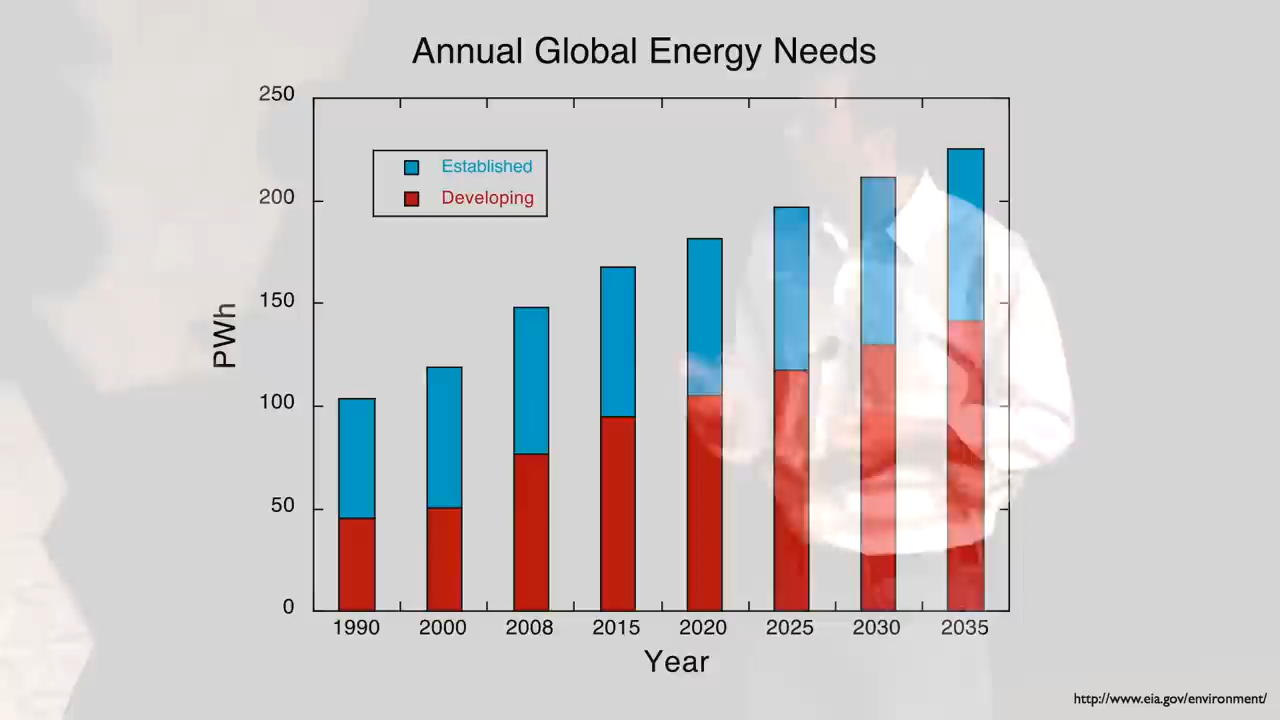 Annual Global Energy Needs
250
200
150
100
50
0
PWh
Established
Developing
1990 2000 2008 2015 2020 2025 2030 2035
Year
http://www.eia.gov/environment/